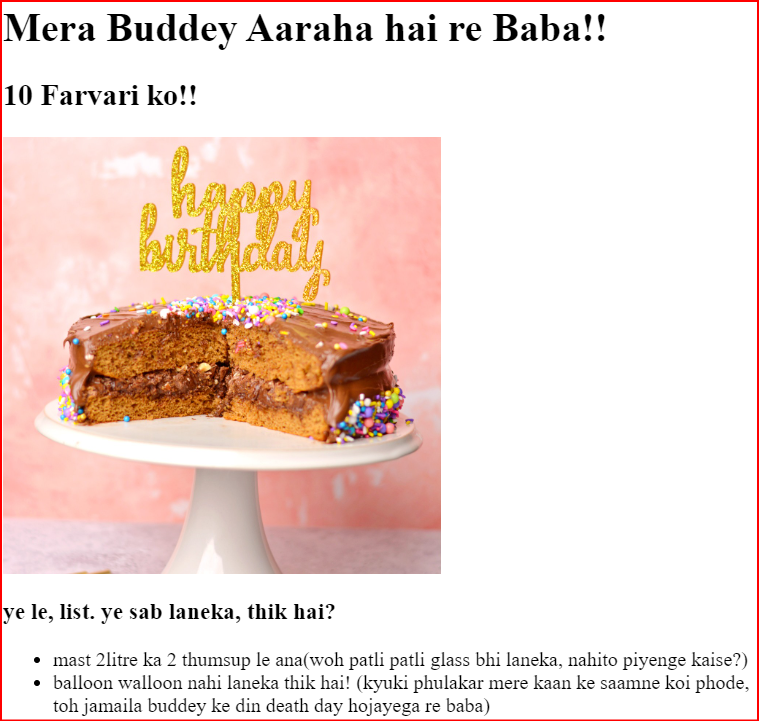 Mera Buddey Aaraha hai re Baba!!
10 Farvari ko!!
happy
birthday
ye le, list. ye sab laneka, thik hai?
mast 2litre ka 2 thumsup le ana(woh patli patli glass bhi laneka, nahito piyenge kaise?)
balloon walloon nahi laneka thik hai! (kyuki phulakar mere kaan ke saamne koi phode,
toh jamaila buddey ke din death day hojayega re baba)